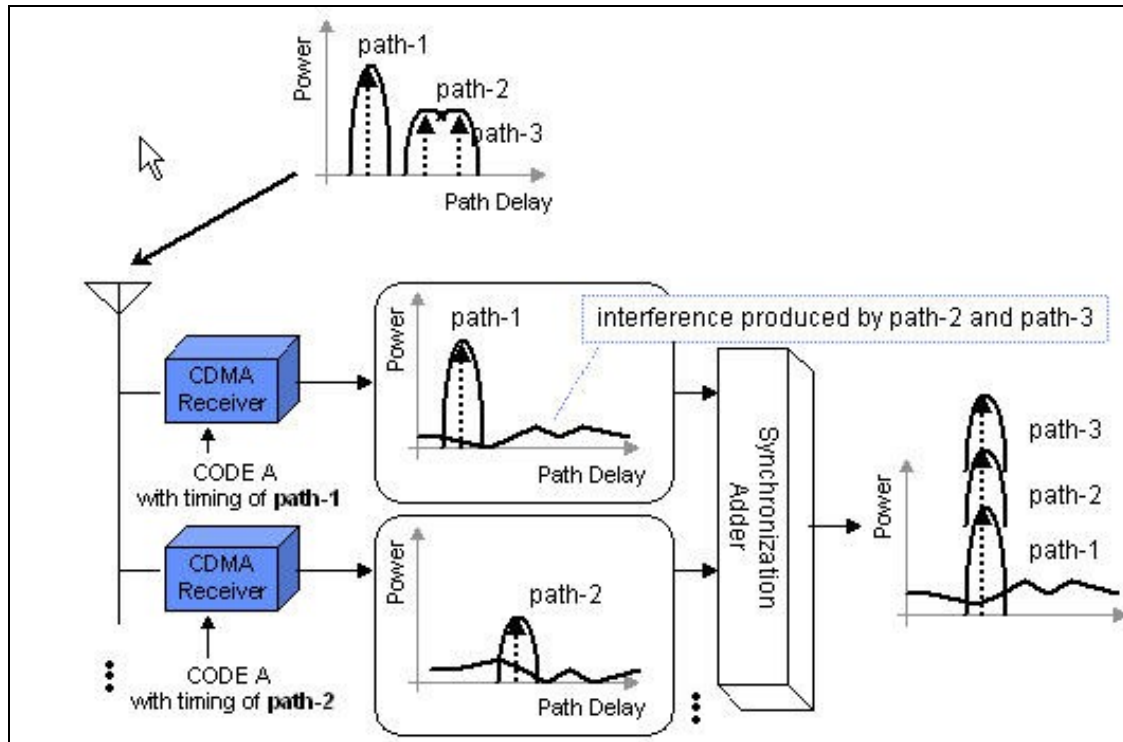 Power
path-1
path-2
path-3
Path Delay
CDMA
Receiver
CODE A
with timing of path-1
Power
path-1
Path Delay
interference produced by path-2 and path-3
CDMA
Receiver
CODE A
with timing of path-2
Power
path-2
Path Delay
Synchronization
Adder
Power
path-3
path-2
path-1